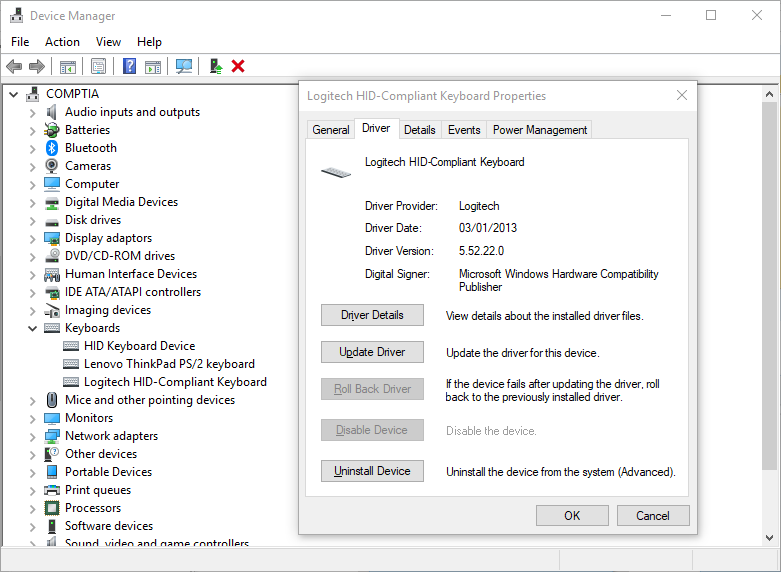 Device Manager
File Action View Help
COMPTIA
Audio inputs and outputs
Batteries
Bluetooth
Cameras
Computer
Digital Media Devices
Disk drives
Display adaptors
DVD/CD-ROM drives
Human Interface Devices
IDE ATA/ATAPI controllers
Imaging devices
Keyboards
HID Keyboard Device
Lenovo ThinkPad PS/2 keyboard
Logitech HID-Compliant Keyboard
Mice and other pointing devices
Monitors
Network adapters
Other devices
Portable Devices
Print queues
Processors
Software devices
Sound, video and game controllers
Logitech HID-Compliant Keyboard Properties
General Driver Details Events Power Management
Logitech HID-Compliant Keyboard
Driver Provider: Logitech
Driver Date: 03/01/2013
Driver Version: 5.52.22.0
Digital Signer: Microsoft Windows Hardware Compatibility
Publisher
Driver Details View details about the installed driver files.
Update Driver Update the driver for this device.
Roll Back Driver If the device fails after updating the driver, roll
back to the previously installed driver.
Disable Device Disable the device.
Uninstall Device Uninstall the device from the system (Advanced).
OK Cancel